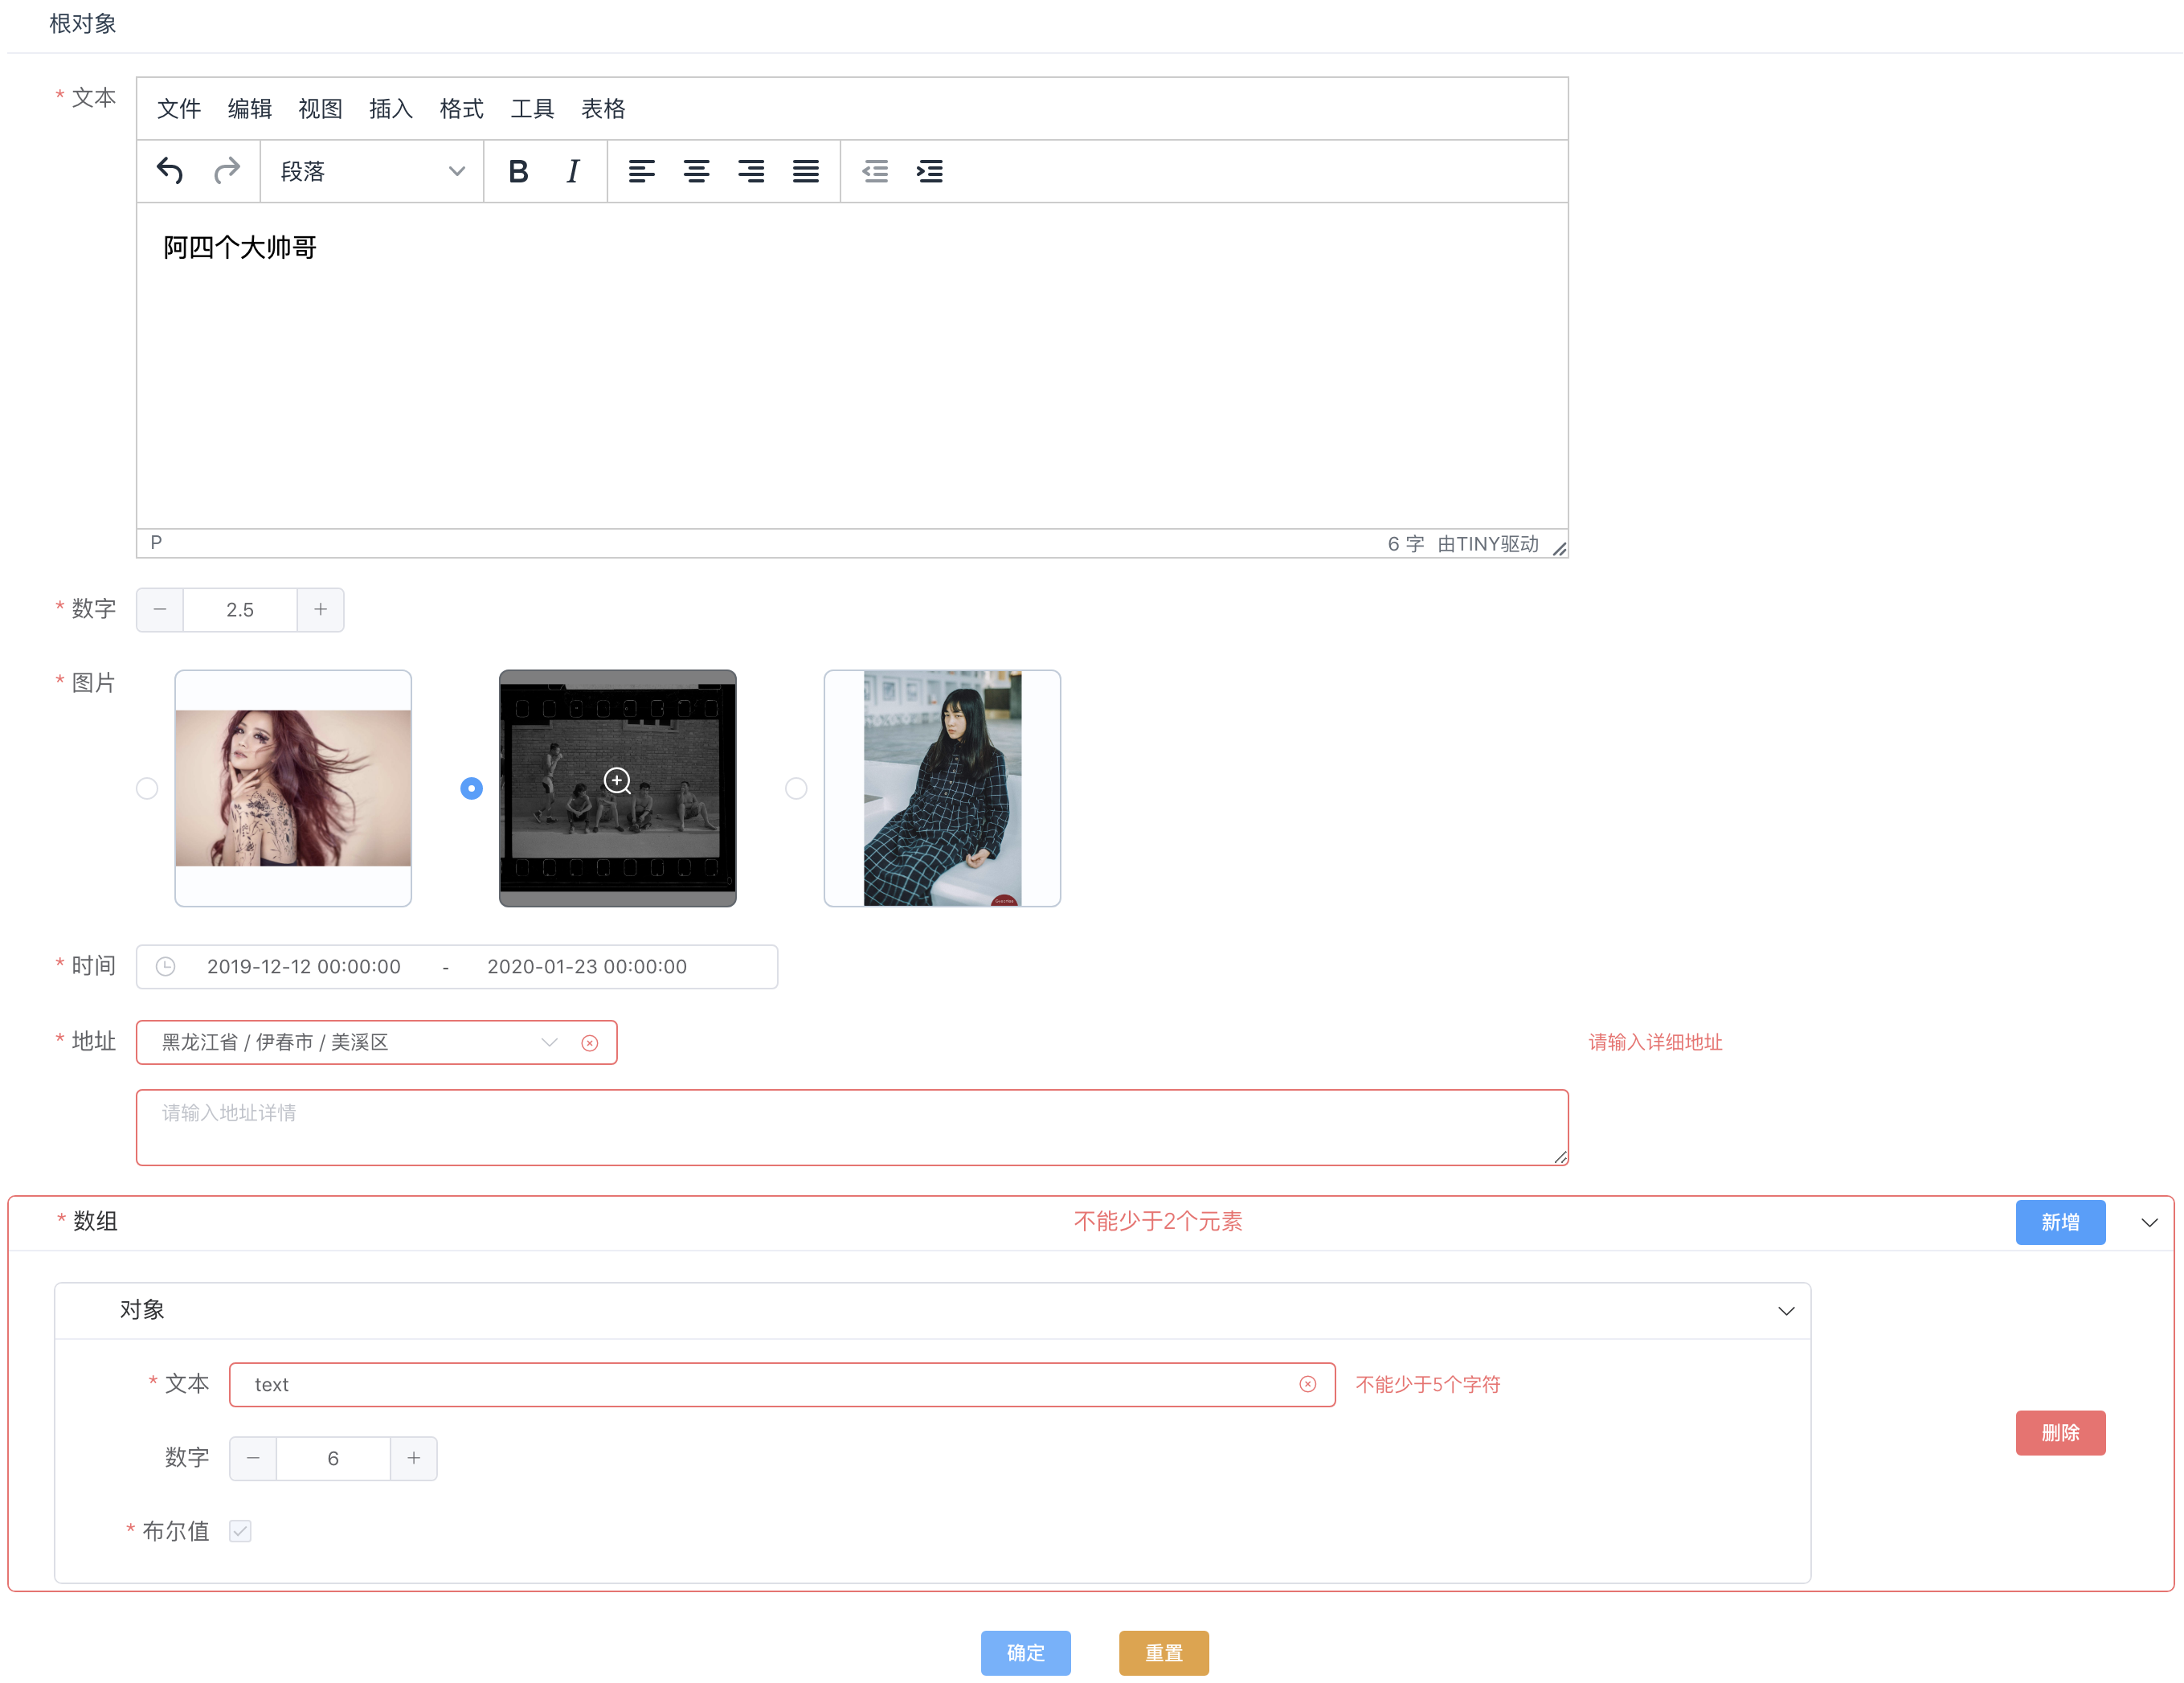 根对象
* 文本
文件 编辑 视图 插入 格式 工具 表格
段落 B I
阿四个大帅哥
P 6 字 由TINY驱动
* 数字 − 2.5 +
* 图片
* 时间 2019-12-12 00:00:00 - 2020-01-23 00:00:00
* 地址 黑龙江省 / 伊春市 / 美溪区 请输入详细地址
请输入地址详情
* 数组 不能少于2个元素 新增
对象
* 文本 text 不能少于5个字符
删除
数字 − 6 +
* 布尔值
确定 重置